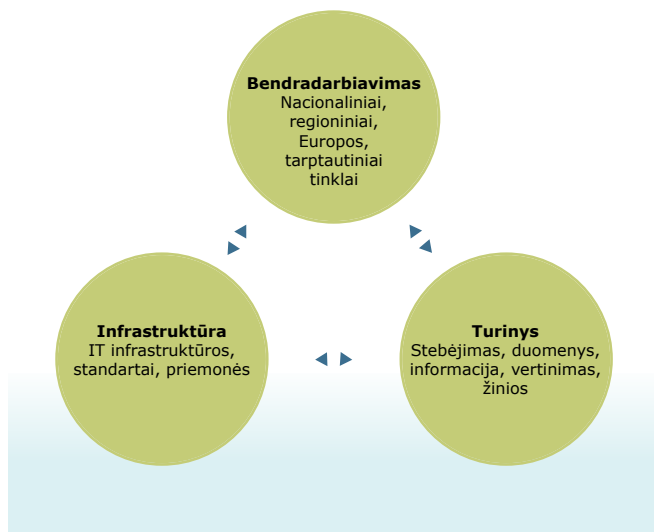 Bendradarbiavimas
Nacionaliniai,
regioniniai,
Europos,
tarptautiniai
tinklai
Infrastruktūra
IT infrastruktūros,
standartai, priemonės
Turinys
Stebėjimas, duomenys,
informacija, vertinimas,
žinios